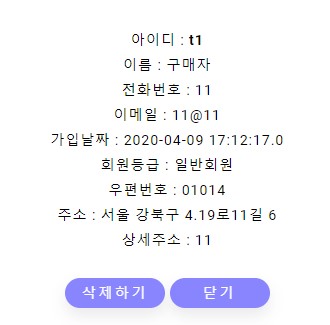 아이디 : t1
이름 : 구매자
전화번호 : 11
이메일 : 11@11
가입날짜 : 2020-04-09 17:12:17.0
회원등급 : 일반회원
우편번호 : 01014
주소 : 서울 강북구 4.19로11길 6
상세주소 : 11
삭제하기 닫기